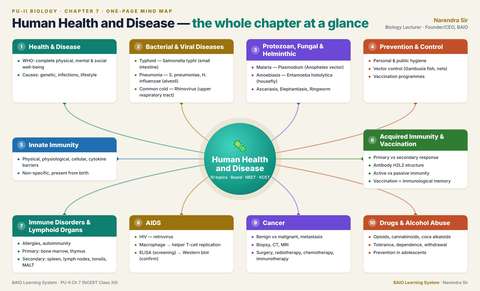 PU-II BIOLOGY · CHAPTER 7 · ONE-PAGE MIND MAP
Human Health and Disease — the whole chapter at a glance
Narendra Sir
Biology Lecturer · Founder/CEO, BAIO
1 Health & Disease
WHO: complete physical, mental & social
well-being
Causes: genetic, infections, lifestyle
2 Bacterial & Viral Diseases
Typhoid — Salmonella typhi (small
intestine)
Pneumonia — S. pneumoniae, H.
influenzae (alveoli)
Common cold — Rhinovirus (upper
respiratory tract)
3 Protozoan, Fungal &
Helminthic
Malaria — Plasmodium (Anopheles vector)
Amoebiasis — Entamoeba histolytica
(housefly)
Ascariasis, Elephantiasis, Ringworm
4 Prevention & Control
Personal & public hygiene
Vector control (Gambusia fish, nets)
Vaccination programmes
5 Innate Immunity
Physical, physiological, cellular, cytokine
barriers
Non-specific, present from birth
Human Health
and Disease
6 Acquired Immunity &
Vaccination
Primary vs secondary response
Antibody H2L2 structure
Active vs passive immunity
Vaccination → immunological memory
7 Immune Disorders &
Lymphoid Organs
Allergies, autoimmunity
Primary: bone marrow, thymus
Secondary: spleen, lymph nodes, tonsils,
MALT
8 AIDS
HIV — retrovirus
Macrophage → helper T-cell replication
ELISA (screening) → Western blot
(confirm)
9 Cancer
Benign vs malignant, metastasis
Biopsy, CT, MRI
Surgery, radiotherapy, chemotherapy,
immunotherapy
10 Drugs & Alcohol Abuse
Opioids, cannabinoids, coca alkaloids
Tolerance, dependence, withdrawal
Prevention in adolescents
BAIO Learning System · PU-II Ch.7 (NCERT Class XII)
BAIO Learning System · Narendra Sir